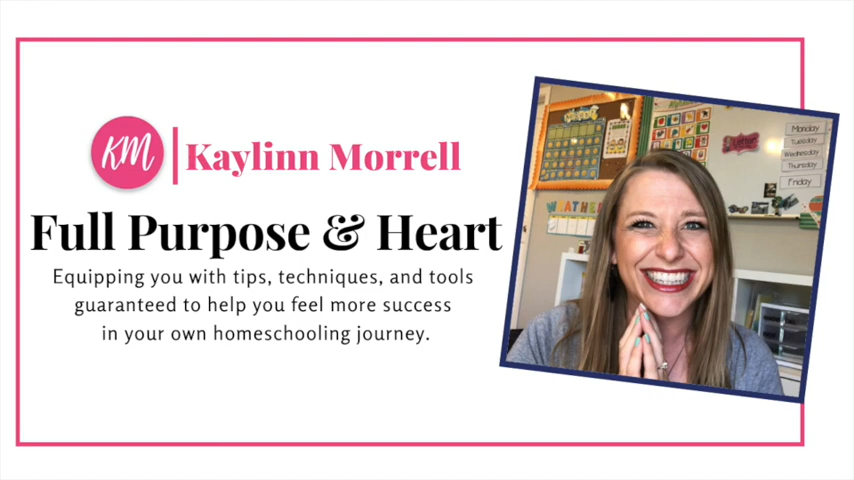 KM
Kaylinn Morrell
Full Purpose & Heart
Equipping you with tips, techniques, and tools
guaranteed to help you feel more success
in your own homeschooling journey.
WEATHER
Monday
Tuesday
Wednesday
Thursday
Friday